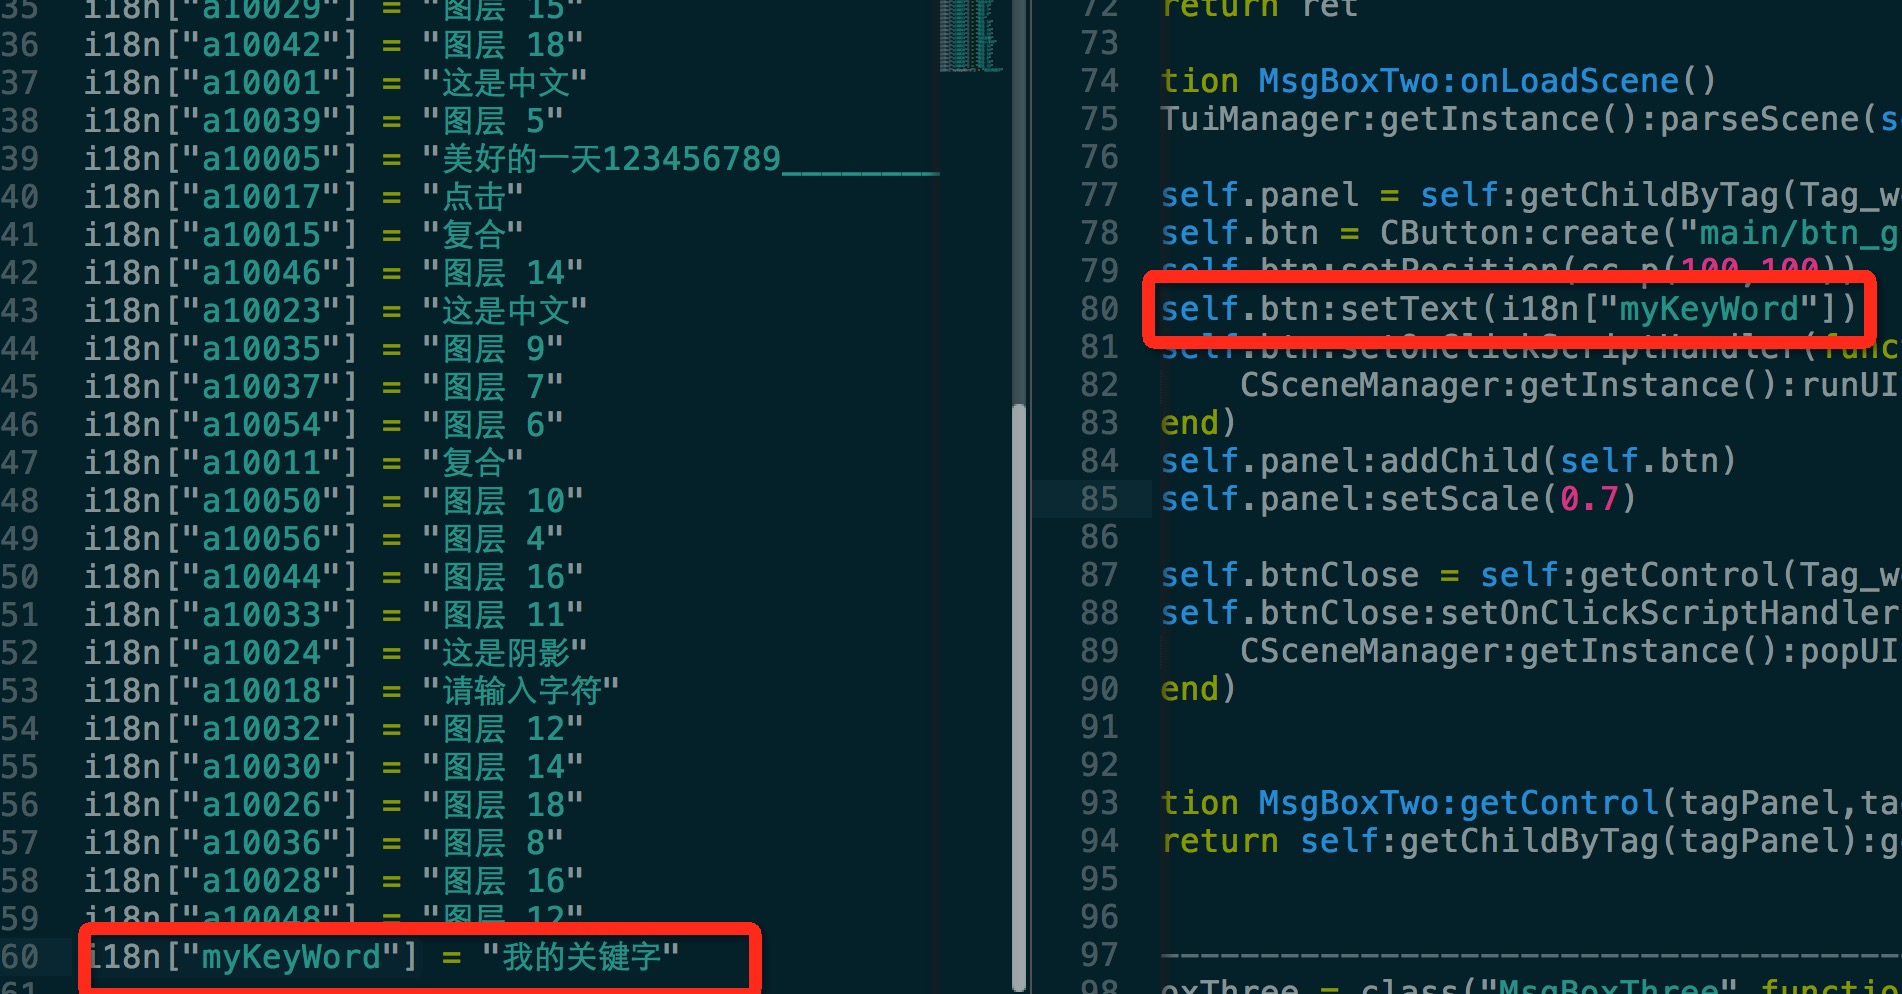 35 i18n["a10029"] = "图层 15"
36 i18n["a10042"] = "图层 18"
37 i18n["a10001"] = "这是中文"
38 i18n["a10039"] = "图层 5"
39 i18n["a10005"] = "美好的一天123456789________
40 i18n["a10017"] = "点击"
41 i18n["a10015"] = "复合"
42 i18n["a10046"] = "图层 14"
43 i18n["a10023"] = "这是中文"
44 i18n["a10035"] = "图层 9"
45 i18n["a10037"] = "图层 7"
46 i18n["a10054"] = "图层 6"
47 i18n["a10011"] = "复合"
48 i18n["a10050"] = "图层 10"
49 i18n["a10056"] = "图层 4"
50 i18n["a10044"] = "图层 16"
51 i18n["a10033"] = "图层 11"
52 i18n["a10024"] = "这是阴影"
53 i18n["a10018"] = "请输入字符"
54 i18n["a10032"] = "图层 12"
55 i18n["a10030"] = "图层 14"
56 i18n["a10026"] = "图层 18"
57 i18n["a10036"] = "图层 8"
58 i18n["a10028"] = "图层 16"
59 i18n["a10048"] = "图层 12"
60 i18n["myKeyWord"] = "我的关键字"
61
72 return ret
73
74 tion MsgBoxTwo:onLoadScene()
75 TuiManager:getInstance():parseScene(s
76
77 self.panel = self:getChildByTag(Tag_w
78 self.btn = CButton:create("main/btn_g
79 self.btn:setPosition(cc.p(100,100))
80 self.btn:setText(i18n["myKeyWord"])
81 self.btn:setOnClickScriptHandler(func
82 CSceneManager:getInstance():runUI
83 end)
84 self.panel:addChild(self.btn)
85 self.panel:setScale(0.7)
86
87 self.btnClose = self:getControl(Tag_w
88 self.btnClose:setOnClickScriptHandler
89 CSceneManager:getInstance():popUI
90 end)
91
92
93 tion MsgBoxTwo:getControl(tagPanel,ta
94 return self:getChildByTag(tagPanel):g
95
96
97 -------------------------------------
98 oxThree = class("MsgBoxThree",functio